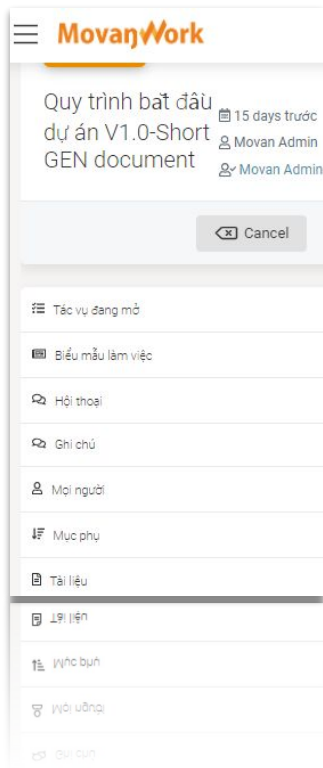 MovanWork
Quy trình bắt đầu
dự án V1.0-Short
GEN document
15 days trước
Movan Admin
Movan Admin
Cancel
Tác vụ đang mở
Biểu mẫu làm việc
Hội thoại
Ghi chú
Mọi người
Mục phụ
Tài liệu